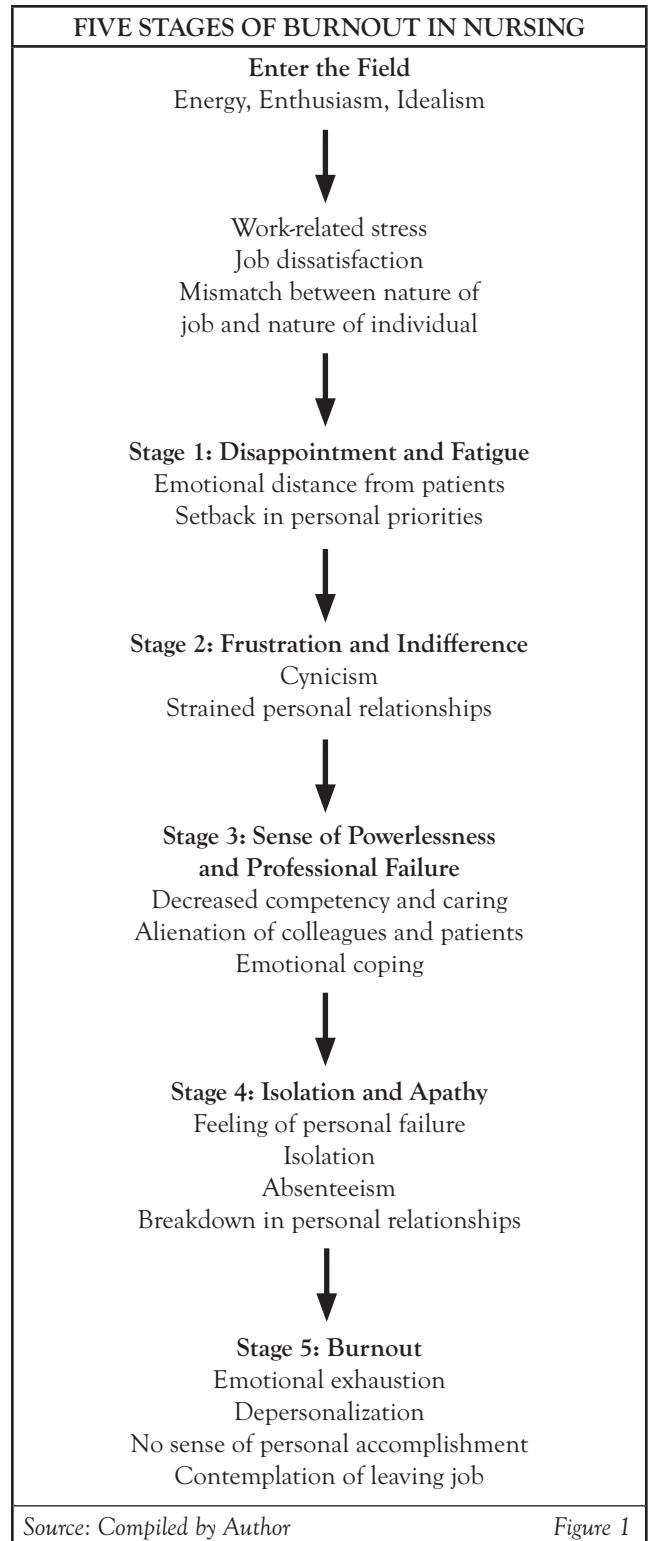 FIVE STAGES OF BURNOUT IN NURSING
Enter the Field
Energy, Enthusiasm, Idealism
Work-related stress
Job dissatisfaction
Mismatch between nature of
job and nature of individual
Stage 1: Disappointment and Fatigue
Emotional distance from patients
Setback in personal priorities
Stage 2: Frustration and Indifference
Cynicism
Strained personal relationships
Stage 3: Sense of Powerlessness
and Professional Failure
Decreased competency and caring
Alienation of colleagues and patients
Emotional coping
Stage 4: Isolation and Apathy
Feeling of personal failure
Isolation
Absenteeism
Breakdown in personal relationships
Stage 5: Burnout
Emotional exhaustion
Depersonalization
No sense of personal accomplishment
Contemplation of leaving job
Source: Compiled by Author Figure 1